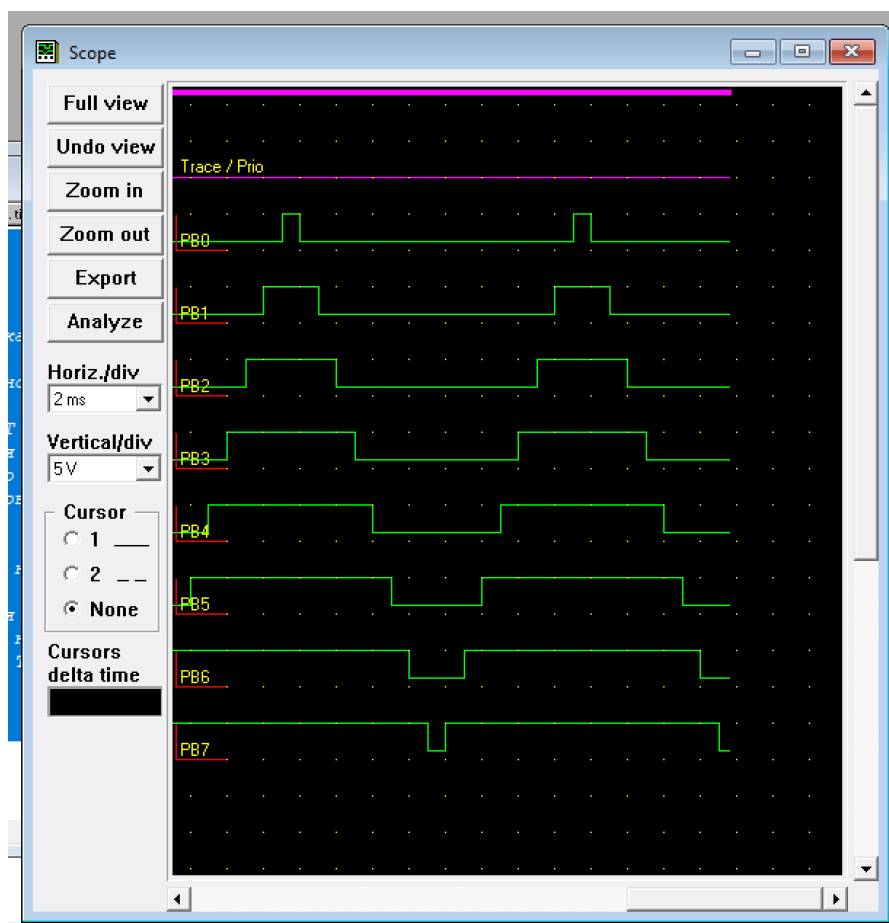 Scope
Full view
Undo view
Zoom in
Zoom out
Export
Analyze
Horiz./div
2 ms
Vertical/div
5 V
Cursor
1 ___
2 _ _
None
Cursors
delta time
Trace / Prio
PB0
PB1
PB2
PB3
PB4
PB5
PB6
PB7